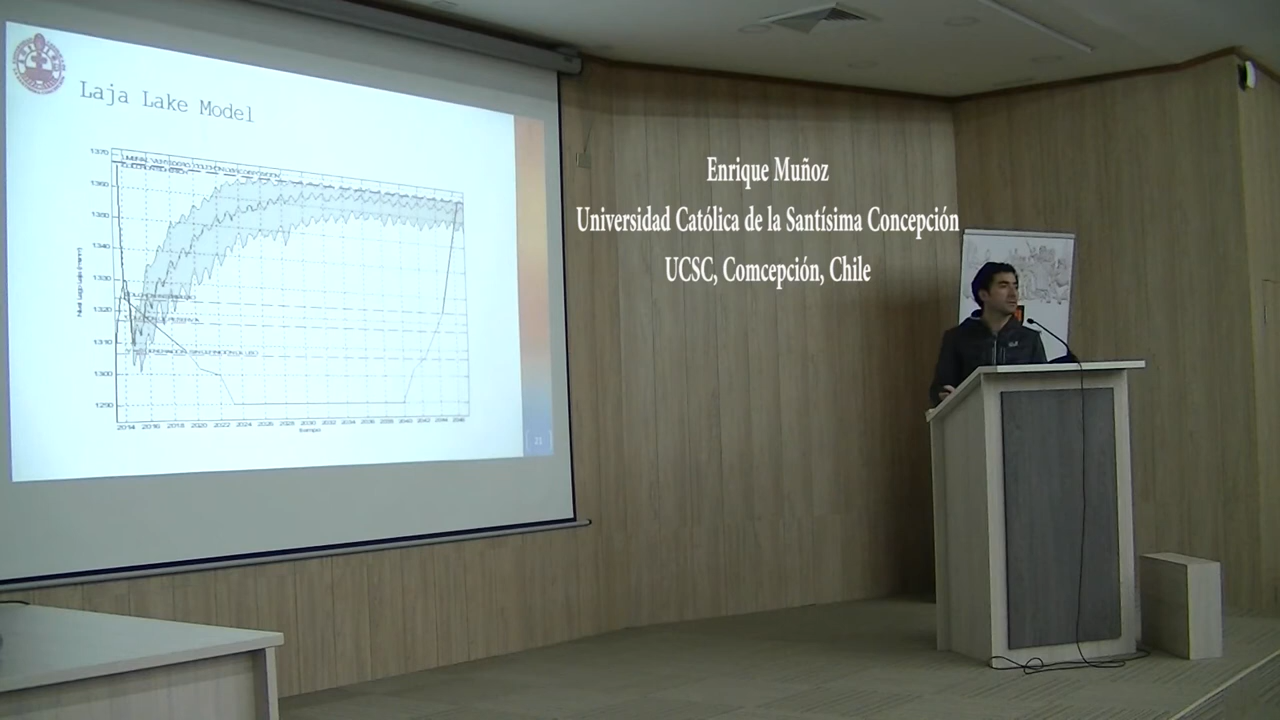 Laja Lake Model
1370
1360
1350
1340
1330
1320
1310
1300
1290
2014 2016 2018 2020 2022 2024 2026 2028 2030 2032 2034 2036 2038 2040 2042 2044 2046
tiempo
21
Enrique Muñoz
Universidad Católica de la Santísima Concepción
UCSC, Comcepción, Chile